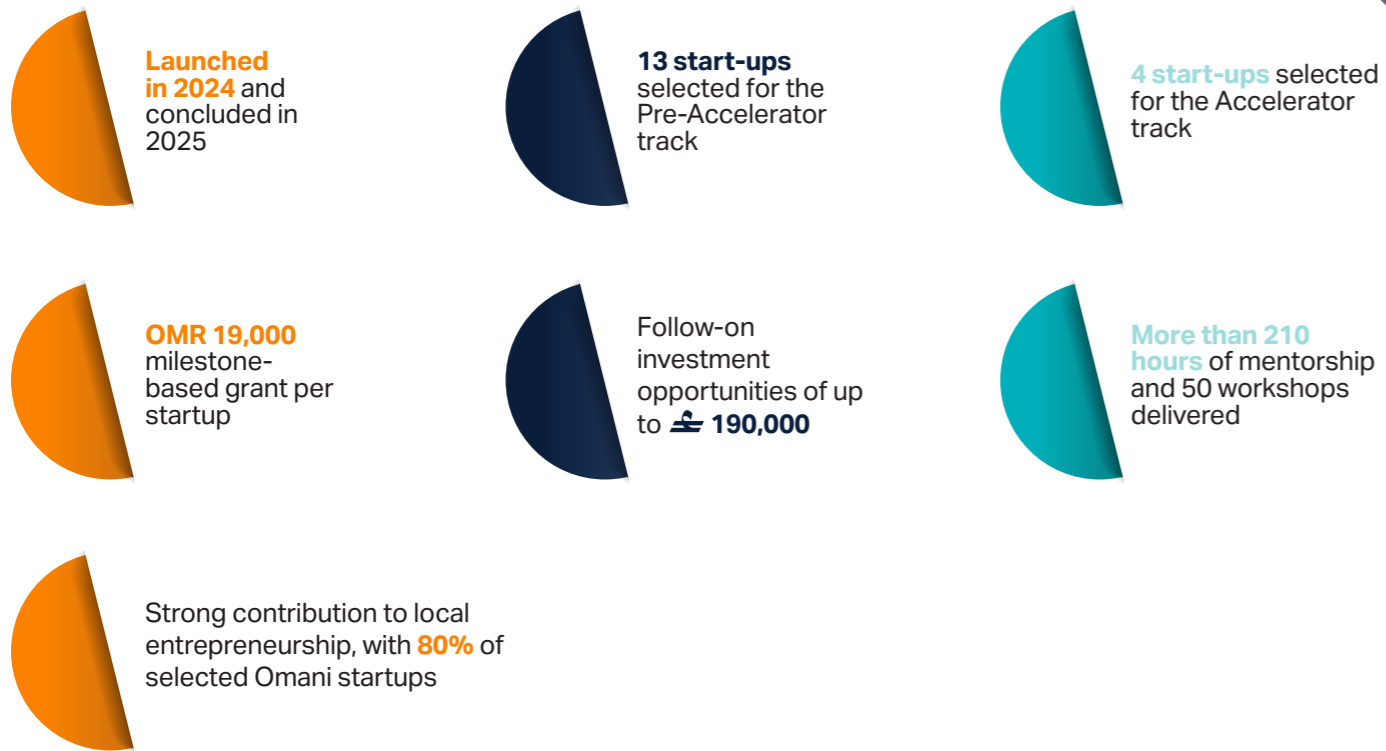 Launched
in 2024 and
concluded in
2025
13 start-ups
selected for the
Pre-Accelerator
track
4 start-ups selected
for the Accelerator
track
OMR 19,000
milestone-
based grant per
startup
Follow-on
investment
opportunities of up
to 190,000
More than 210
hours of mentorship
and 50 workshops
delivered
Strong contribution to local
entrepreneurship, with 80% of
selected Omani startups